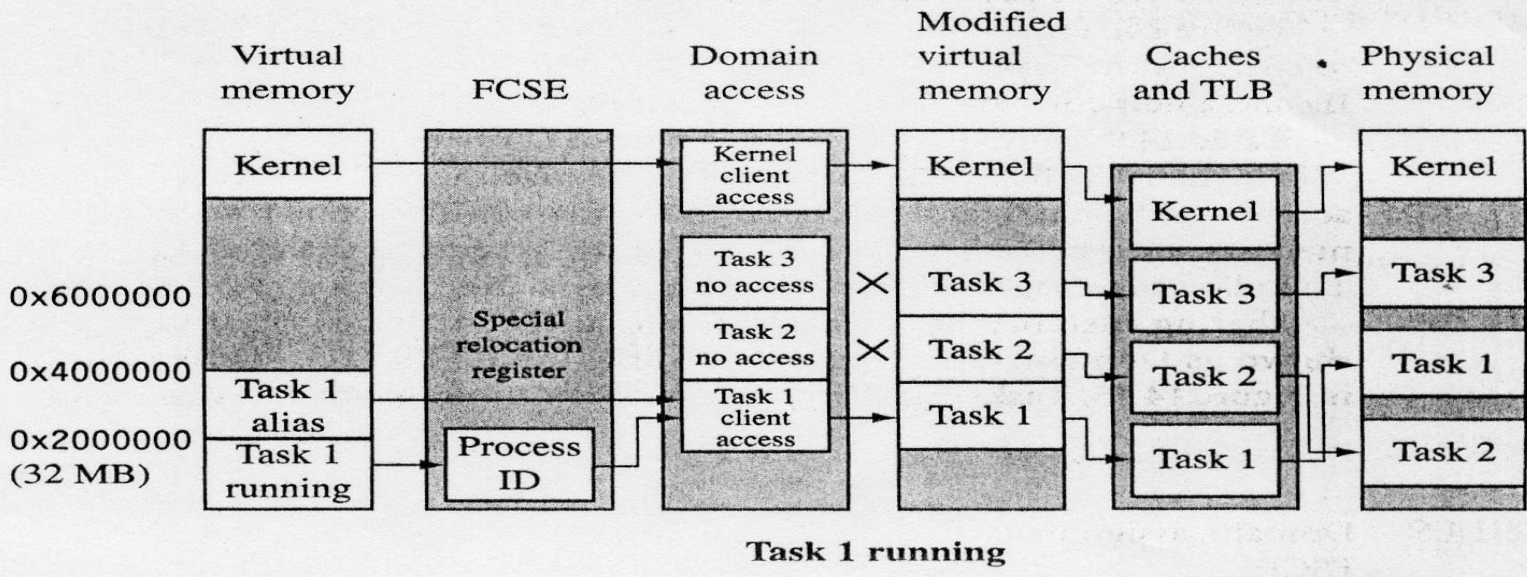 Virtual
memory
FCSE
Domain
access
Modified
virtual
memory
Caches
and TLB
Physical
memory
Kernel
0x6000000
0x4000000
Task 1
alias
0x2000000
(32 MB)
Task 1
running
Special
relocation
register
Process
ID
Kernel
client
access
Task 3
no access
Task 2
no access
Task 1
client
access
Kernel
Task 3
Task 2
Task 1
Kernel
Task 3
Task 2
Task 1
Kernel
Task 3
Task 1
Task 2
Task 1 running